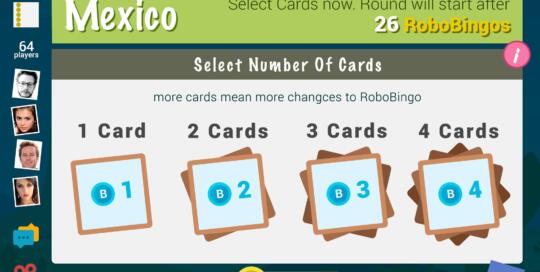 Mexico
Select Cards now. Round will start after
26 RoboBingos
64
players
i
Select Number Of Cards
more cards mean more changces to RoboBingo
1 Card
2 Cards
3 Cards
4 Cards
B 1
B 2
B 3
B 4